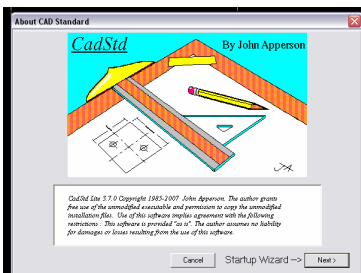 About CAD Standard
CadStd
By John Apperson
JA
CadStd Lite 5.7.0 Copyright 1985-2007 John Apperson. The author grants
free use of the unmodified executable and permission to copy the unmodified
installation files. Use of this software implies agreement with the following
restrictions : This software is provided "as is". The author assumes no liability
for damages or losses resulting from the use of this software.
Cancel Startup Wizard --> Next>